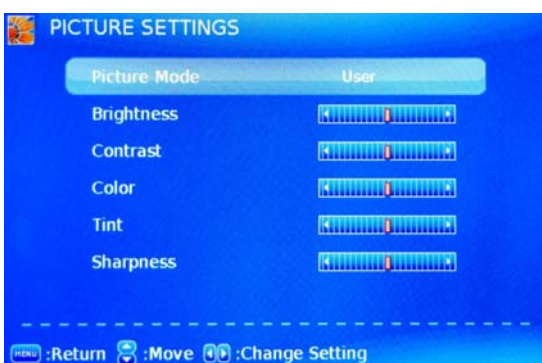 PICTURE SETTINGS
Picture Mode User
Brightness
Contrast
Color
Tint
Sharpness
MENU :Return :Move :Change Setting